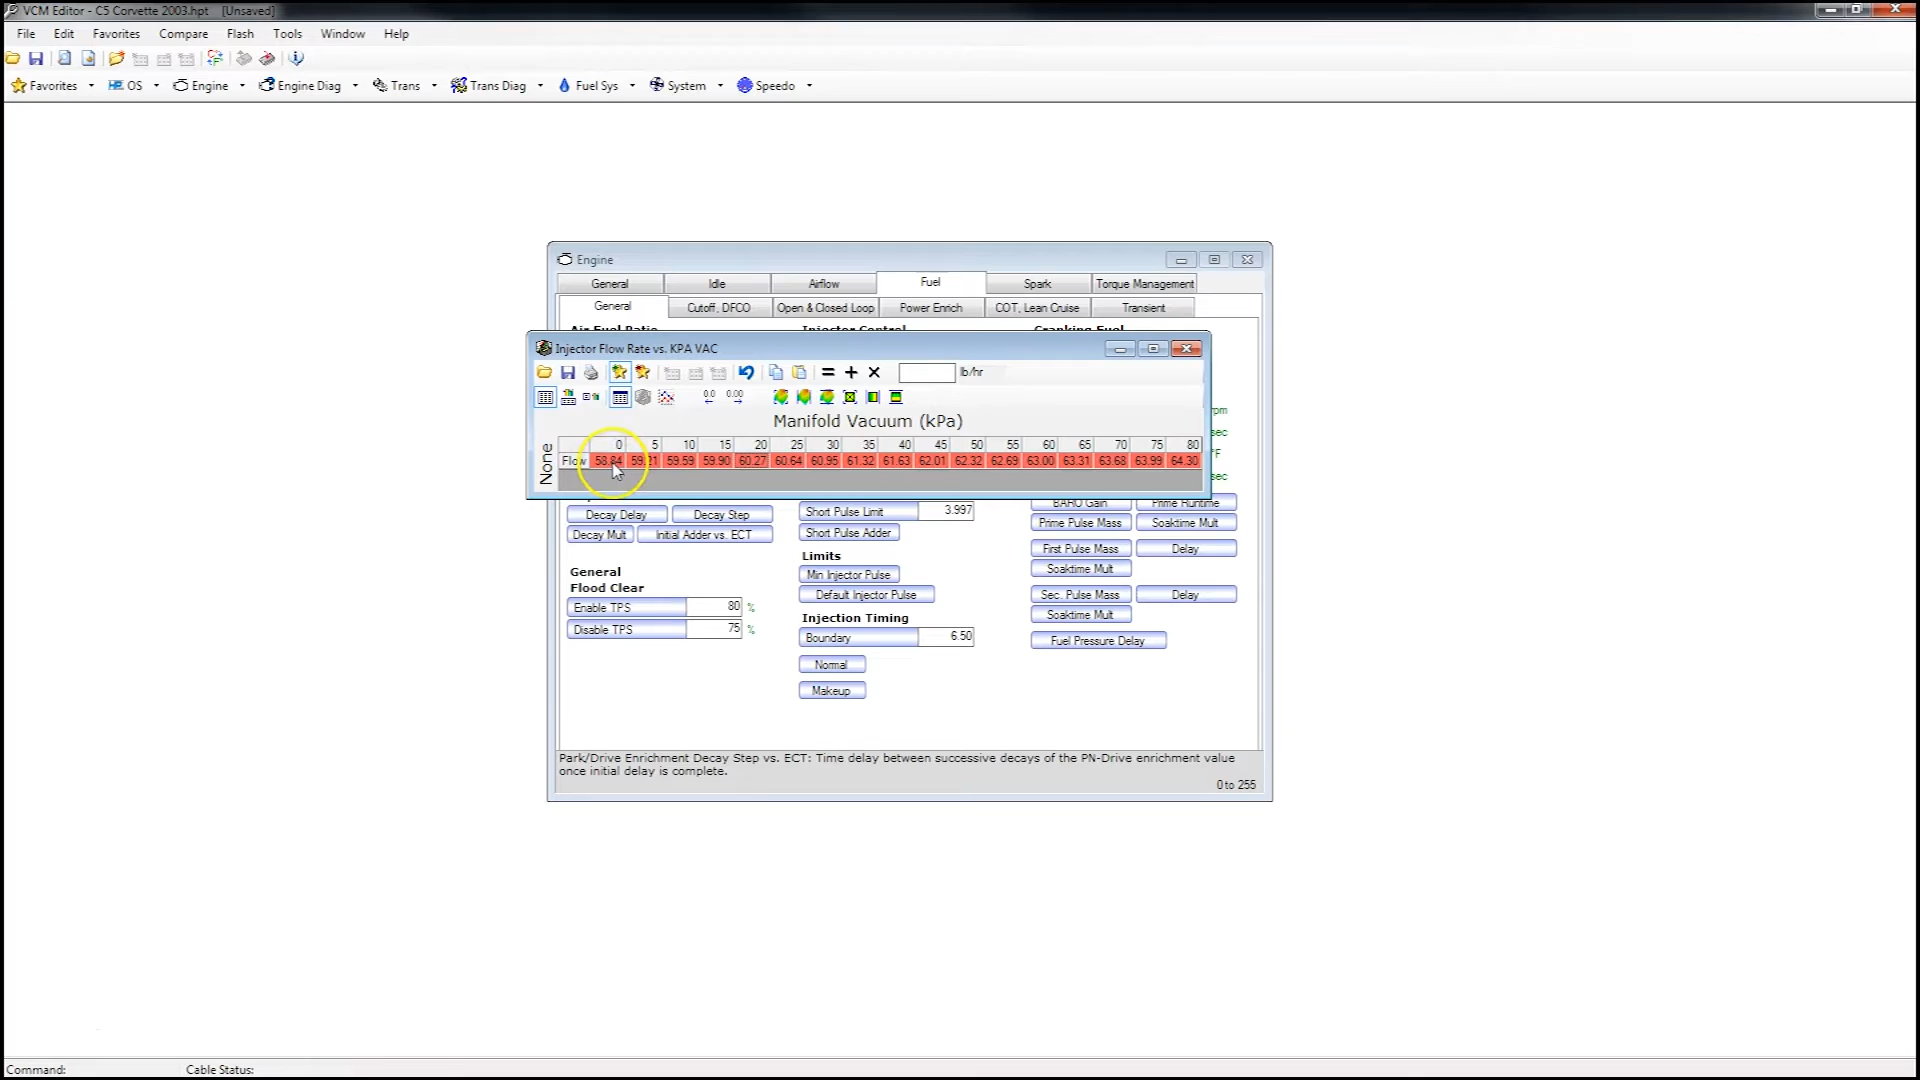 VCM Editor - C5 Corvette 2003.hpt [Unsaved]
File Edit Favorites Compare Flash Tools Window Help
Favorites OS Engine Engine Diag Trans Trans Diag Fuel Sys System Speedo
Engine
General Idle Airflow Fuel Spark Torque Management
General Cutoff, DFCO Open & Closed Loop Power Enrich COT, Lean Cruise Transient
Air Fuel Ratio Injector Control Cranking Fuel
Injector Flow Rate vs. KPA VAC
lb/hr
0.0 0.00
Manifold Vacuum (kPa)
None
0 5 10 15 20 25 30 35 40 45 50 55 60 65 70 75 80
Flow 58.84 59.21 59.59 59.90 60.27 60.64 60.95 61.32 61.63 62.01 62.32 62.69 63.00 63.31 63.68 63.99 64.30
rpm
sec
°F
sec
BARO Gain Prime Runtime
Decay Delay Decay Step Short Pulse Limit 3.997 Prime Pulse Mass Soaktime Mult
Decay Mult Initial Adder vs. ECT Short Pulse Adder
First Pulse Mass Delay
Limits
General Min Injector Pulse Soaktime Mult
Flood Clear Default Injector Pulse Sec. Pulse Mass Delay
Enable TPS 80 % Injection Timing Soaktime Mult
Disable TPS 75 % Boundary 6.50 Fuel Pressure Delay
Normal
Makeup
Park/Drive Enrichment Decay Step vs. ECT: Time delay between successive decays of the PN-Drive enrichment value
once initial delay is complete.
0 to 255
Command: Cable Status: